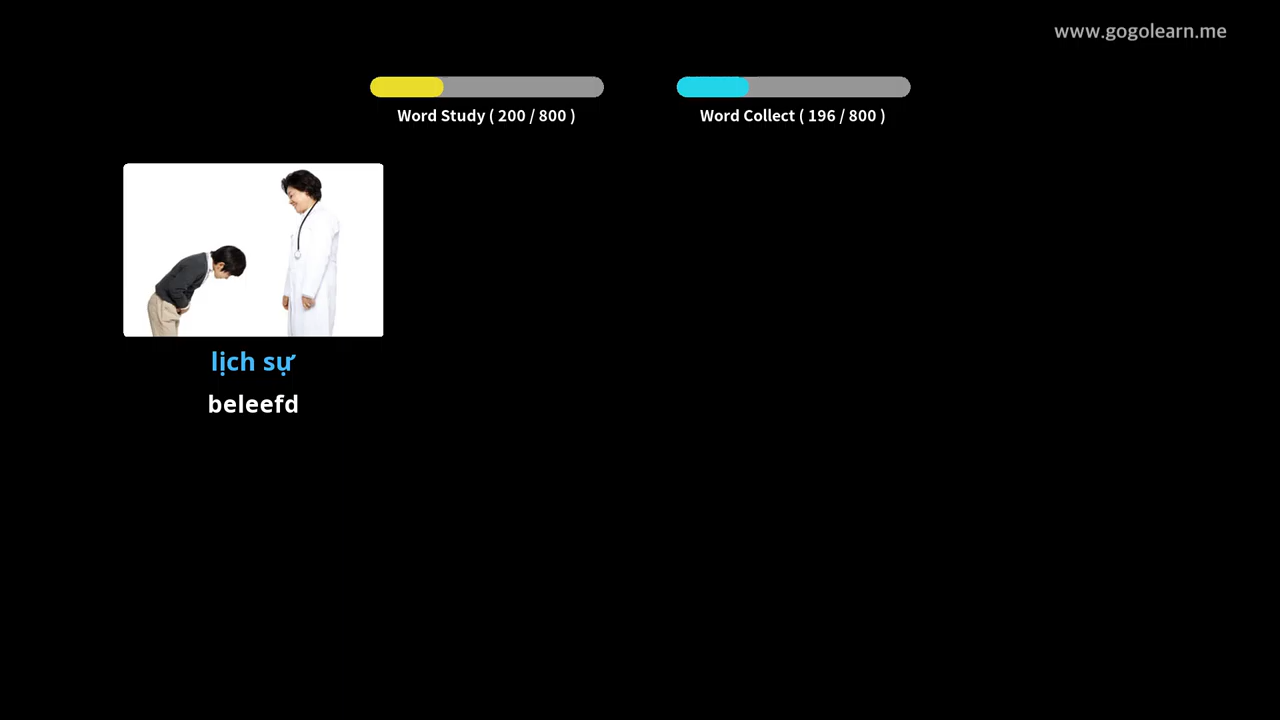 www.gogolearn.me
Word Study ( 200 / 800 )
Word Collect ( 196 / 800 )
lịch sự
beleefd